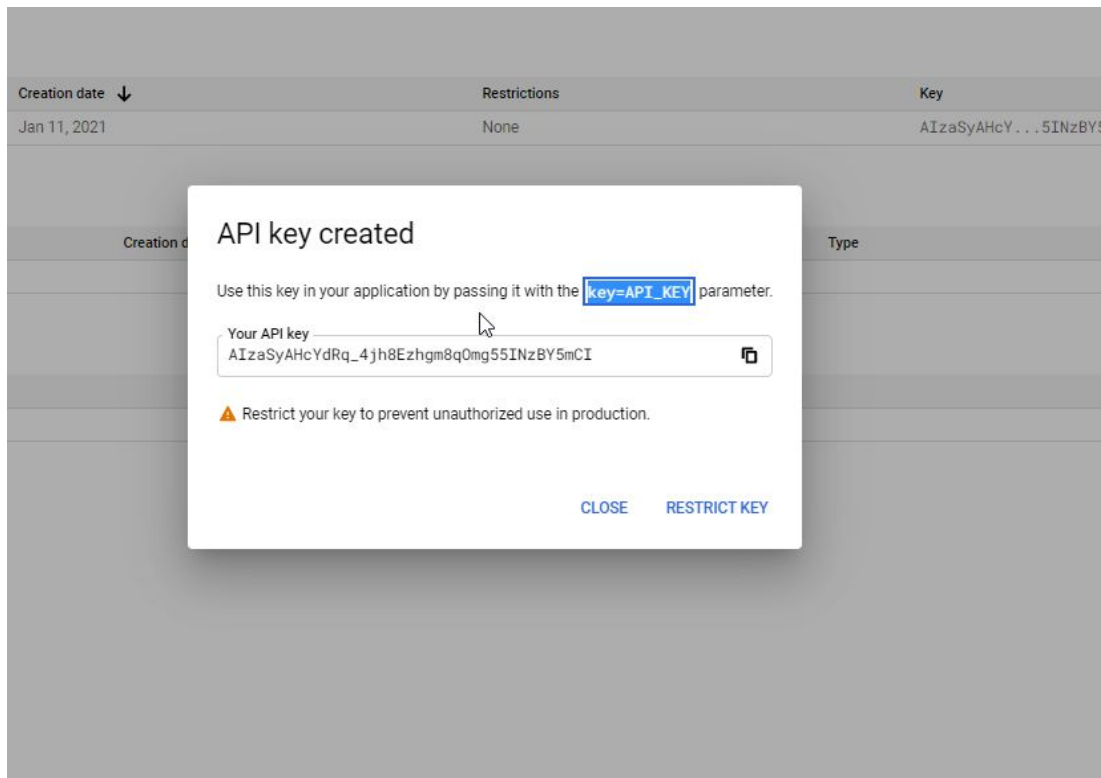 Creation date
Restrictions
Key
Jan 11, 2021
None
AIzaSyAHcY...5INzBY5
API key created
Creation d
Type
Use this key in your application by passing it with the key=API_KEY parameter.
Your API key
AIzaSyAHcYdRq_4jh8Ezhgm8qOmg55INzBY5mCI
Restrict your key to prevent unauthorized use in production.
CLOSE
RESTRICT KEY